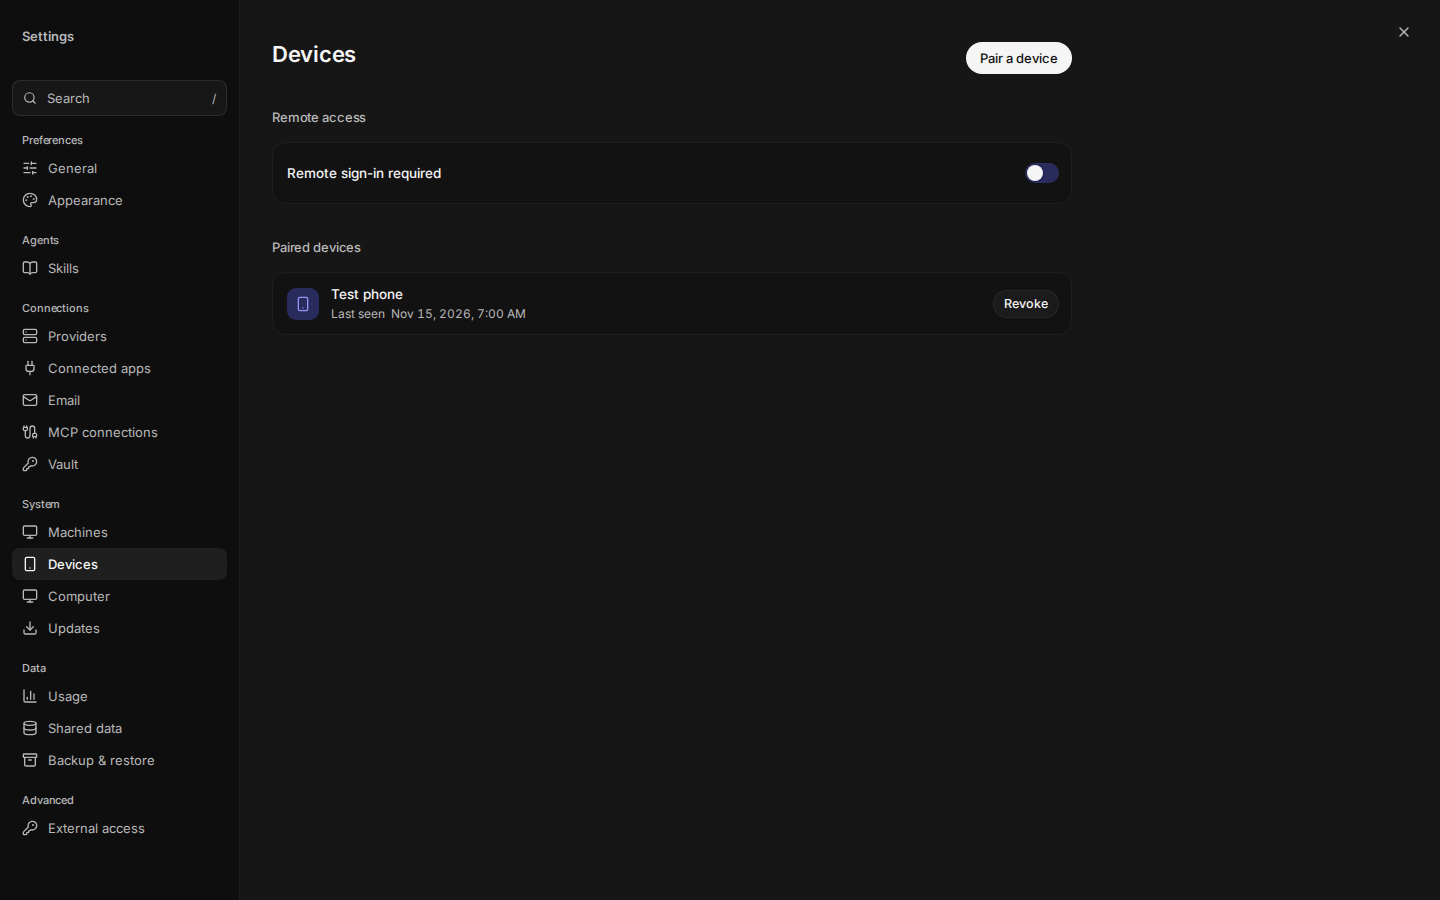 Settings
Search /
Preferences
General
Appearance
Agents
Skills
Connections
Providers
Connected apps
Email
MCP connections
Vault
System
Machines
Devices
Computer
Updates
Data
Usage
Shared data
Backup & restore
Advanced
External access
Devices
Pair a device
Remote access
Remote sign-in required
Paired devices
Test phone
Last seen Nov 15, 2026, 7:00 AM
Revoke